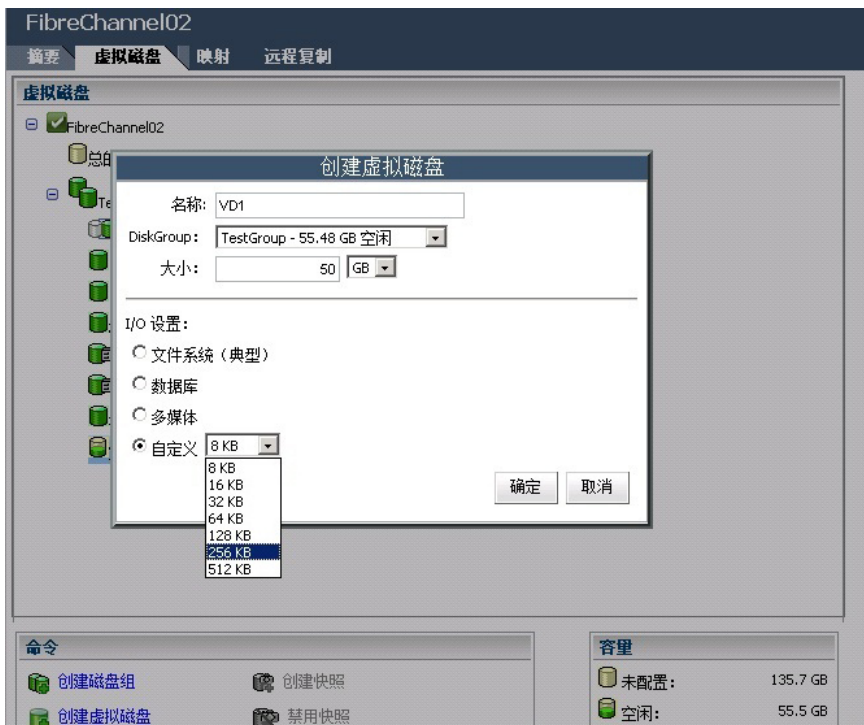 FibreChannel02
摘要 虚拟磁盘 映射 远程复制
虚拟磁盘
FibreChannel02
创建虚拟磁盘
名称: VD1
DiskGroup: TestGroup - 55.48 GB 空闲
大小: 50 GB
I/O 设置:
文件系统（典型）
数据库
多媒体
自定义 8 KB
8 KB
16 KB
32 KB
64 KB
128 KB
256 KB
512 KB
确定 取消
命令
创建磁盘组 创建快照
创建虚拟磁盘 禁用快照
容量
未配置: 135.7 GB
空闲: 55.5 GB